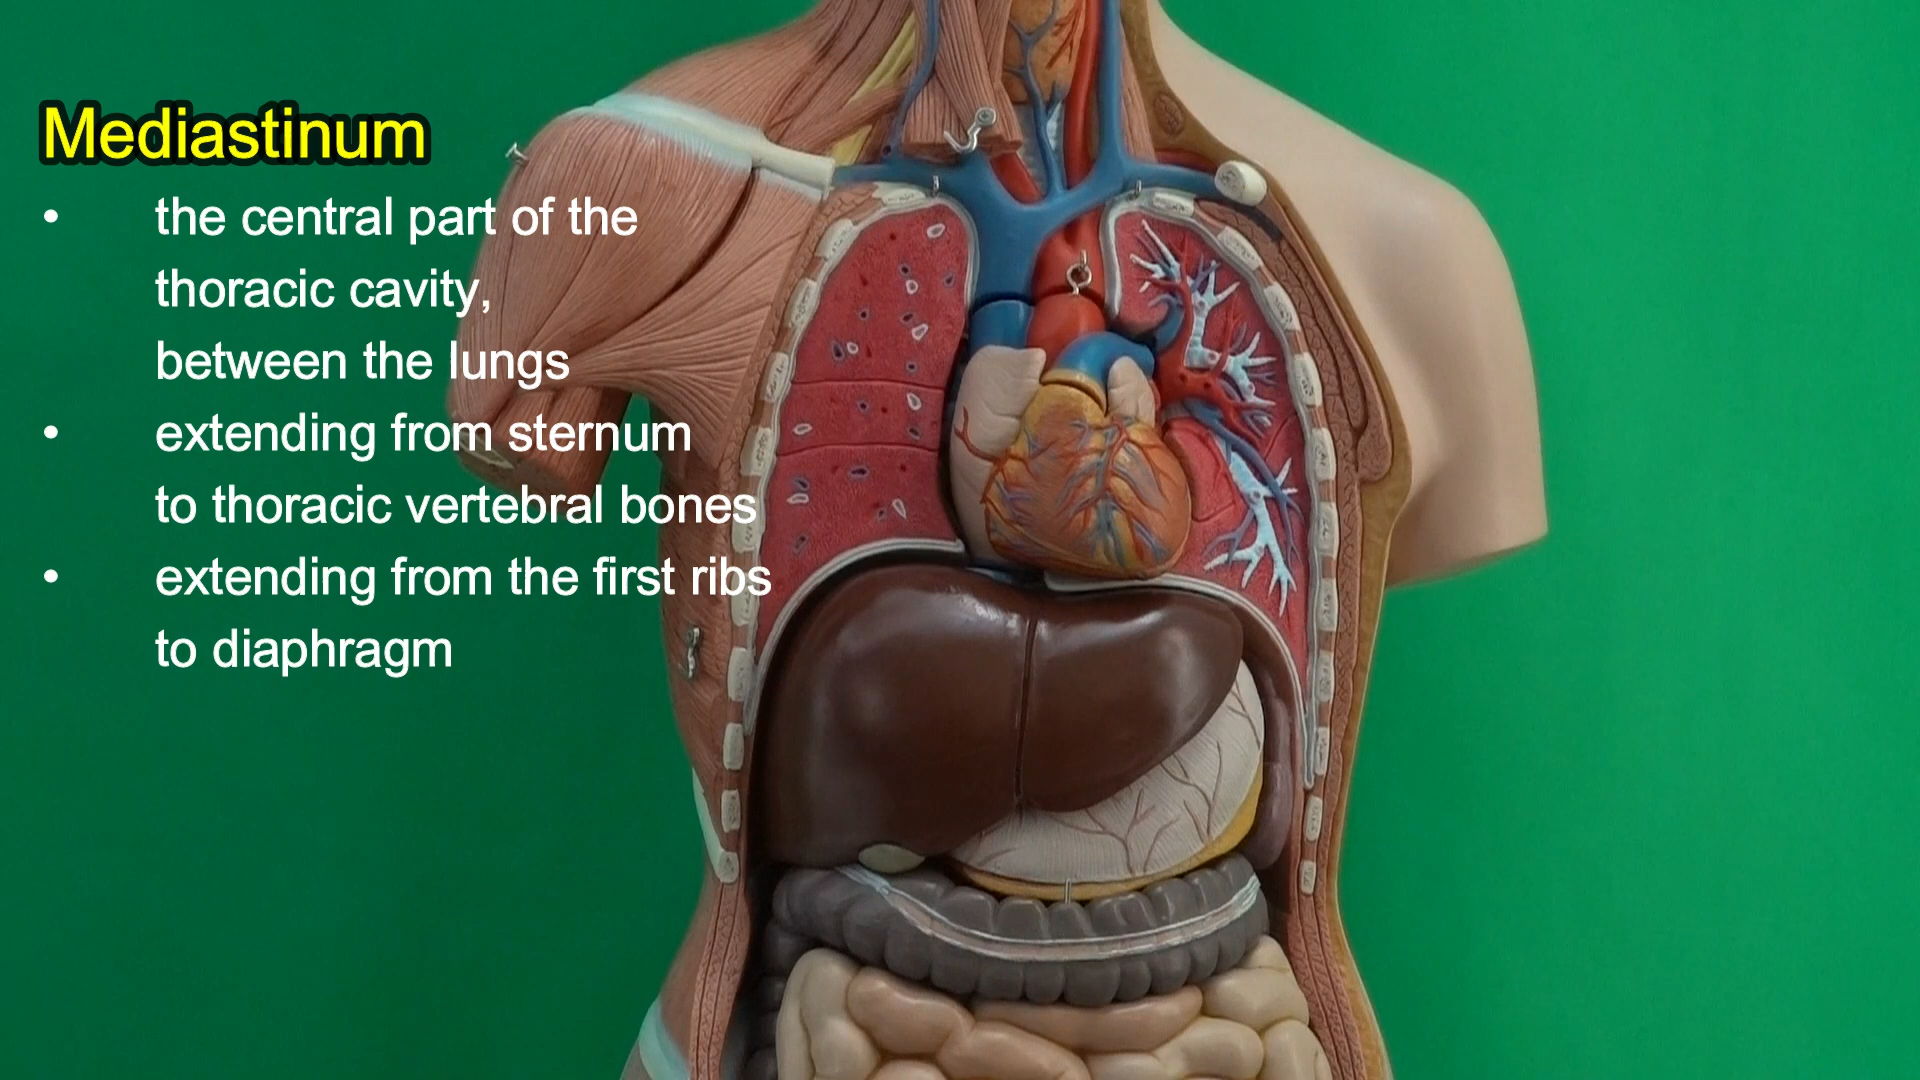 Mediastinum
• the central part of the
thoracic cavity,
between the lungs
• extending from sternum
to thoracic vertebral bones
• extending from the first ribs
to diaphragm